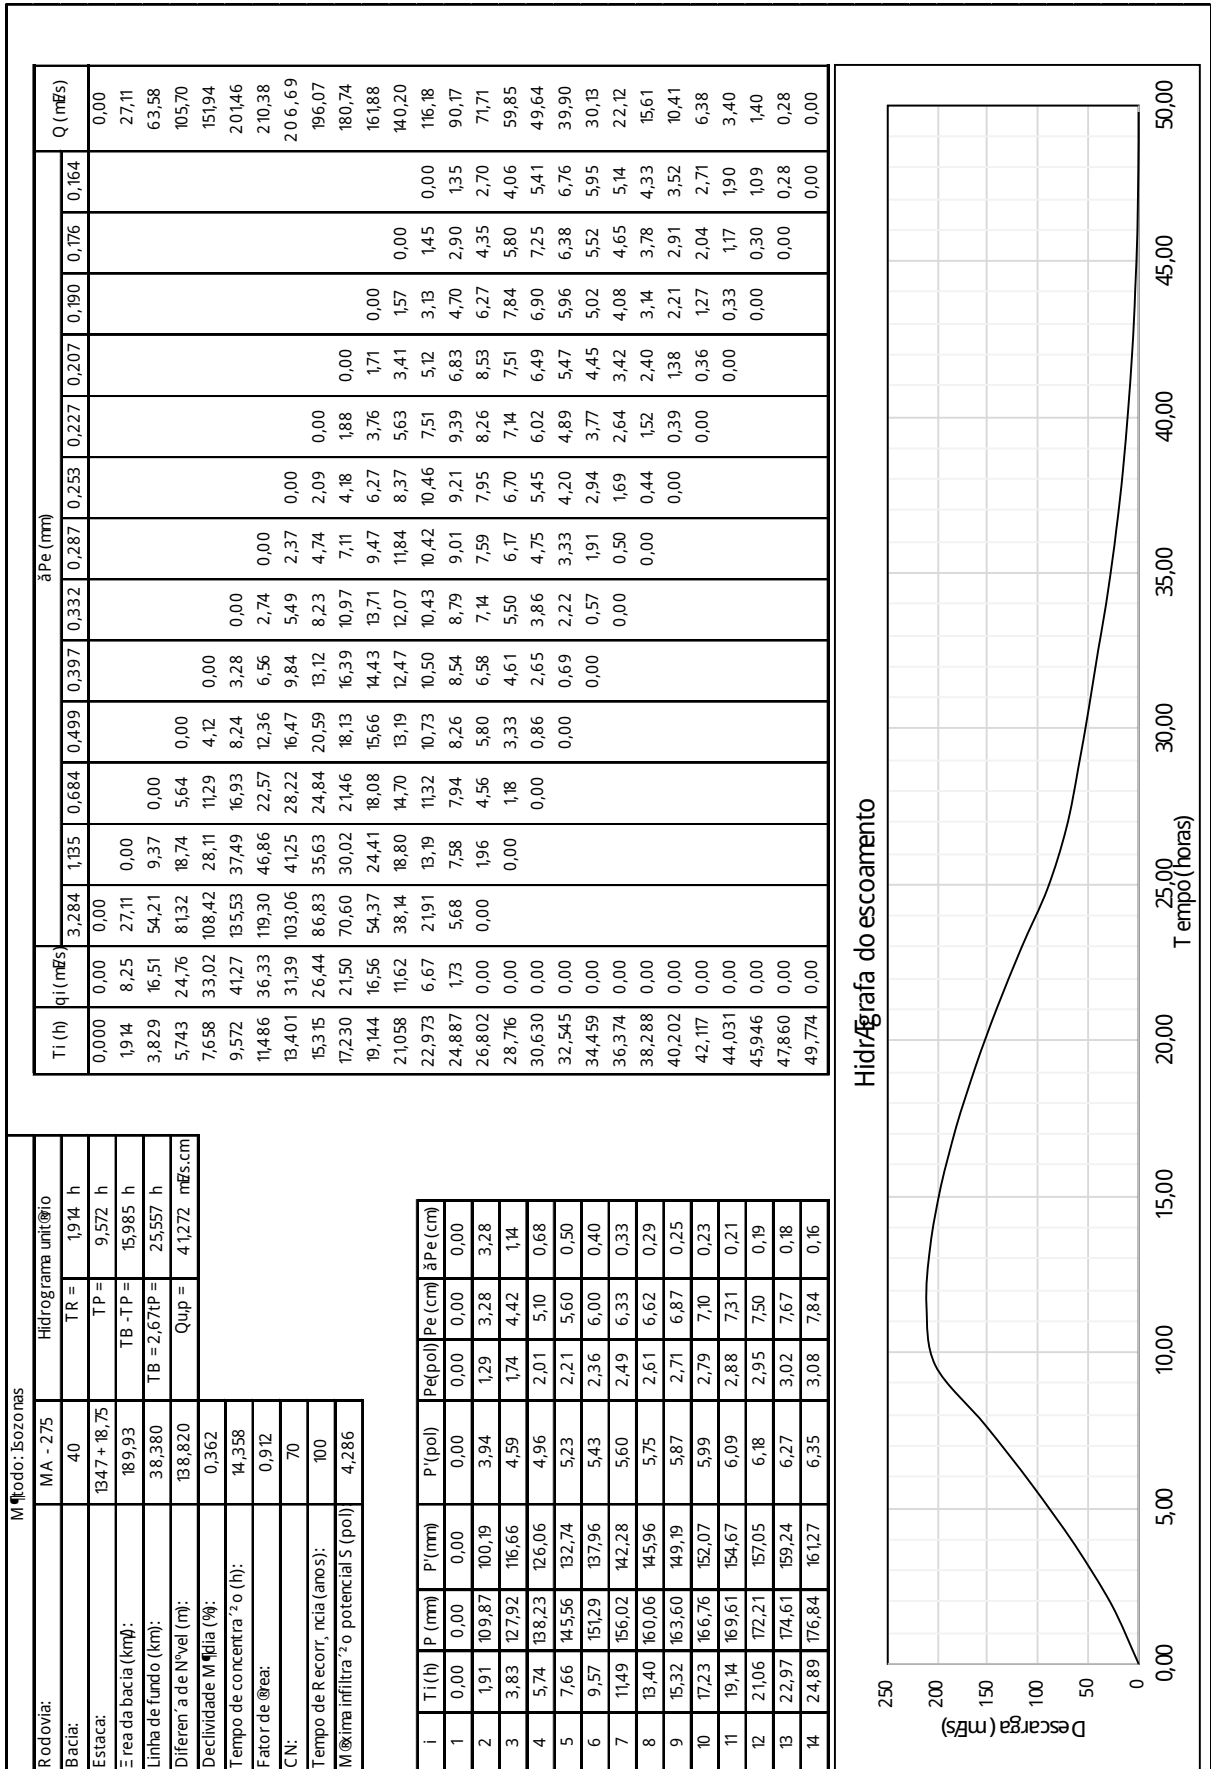 M¶todo: Isozonas
Rodovia: MA - 275 Hidrograma unit®rio
Bacia: 40 TR = 1,914 h
Estaca: 1347 + 18,75 TP = 9,572 h
Ξrea da bacia (km²): 189,93 TB -TP = 15,985 h
Linha de fundo (km): 38,380 TB = 2,67tP = 25,557 h
Diferen´a de N°vel (m): 138,820 Qu,p = 41,272 m³/s.cm
Declividade M¶dia (%): 0,362
Tempo de concentra´²o (h): 14,358
Fator de ®rea: 0,912
CN: 70
Tempo de Recorr‚ncia (anos): 100
M®xima infiltra´²o potencial S (pol) 4,286
i Ti (h) P (mm) P' (mm) P' (pol) Pe(pol) Pe (cm) ăPe (cm)
1 0,00 0,00 0,00 0,00 0,00 0,00 0,00
2 1,91 109,87 100,19 3,94 1,29 3,28 3,28
3 3,83 127,92 116,66 4,59 1,74 4,42 1,14
4 5,74 138,23 126,06 4,96 2,01 5,10 0,68
5 7,66 145,56 132,74 5,23 2,21 5,60 0,50
6 9,57 151,29 137,96 5,43 2,36 6,00 0,40
7 11,49 156,02 142,28 5,60 2,49 6,33 0,33
8 13,40 160,06 145,96 5,75 2,61 6,62 0,29
9 15,32 163,60 149,19 5,87 2,71 6,87 0,25
10 17,23 166,76 152,07 5,99 2,79 7,10 0,23
11 19,14 169,61 154,67 6,09 2,88 7,31 0,21
12 21,06 172,21 157,05 6,18 2,95 7,50 0,19
13 22,97 174,61 159,24 6,27 3,02 7,67 0,18
14 24,89 176,84 161,27 6,35 3,08 7,84 0,16
Ti (h) qi (m³/s) ăPe (mm) Q (m³/s)
3,284 1,135 0,684 0,499 0,397 0,332 0,287 0,253 0,227 0,207 0,190 0,176 0,164
0,000 0,00 0,00 0,00
1,914 8,25 27,11 0,00 27,11
3,829 16,51 54,21 9,37 0,00 63,58
5,743 24,76 81,32 18,74 5,64 0,00 105,70
7,658 33,02 108,42 28,11 11,29 4,12 0,00 151,94
9,572 41,27 135,53 37,49 16,93 8,24 3,28 0,00 201,46
11,486 36,33 119,30 46,86 22,57 12,36 6,56 2,74 0,00 210,38
13,401 31,39 103,06 41,25 28,22 16,47 9,84 5,49 2,37 0,00 206,69
15,315 26,44 86,83 35,63 24,84 20,59 13,12 8,23 4,74 2,09 0,00 196,07
17,230 21,50 70,60 30,02 21,46 18,13 16,39 10,97 7,11 4,18 1,88 0,00 180,74
19,144 16,56 54,37 24,41 18,08 15,66 14,43 13,71 9,47 6,27 3,76 1,71 0,00 161,88
21,058 11,62 38,14 18,80 14,70 13,19 12,47 12,07 11,84 8,37 5,63 3,41 1,57 0,00 140,20
22,973 6,67 21,91 13,19 11,32 10,73 10,50 10,43 10,42 10,46 7,51 5,12 3,13 1,45 0,00 116,18
24,887 1,73 5,68 7,58 7,94 8,26 8,54 8,79 9,01 9,21 9,39 6,83 4,70 2,90 1,35 90,17
26,802 0,00 0,00 1,96 4,56 5,80 6,58 7,14 7,59 7,95 8,26 8,53 6,27 4,35 2,70 71,71
28,716 0,00 0,00 1,18 3,33 4,61 5,50 6,17 6,70 7,14 7,51 7,84 5,80 4,06 59,85
30,630 0,00 0,00 0,86 2,65 3,86 4,75 5,45 6,02 6,49 6,90 7,25 5,41 49,64
32,545 0,00 0,00 0,69 2,22 3,33 4,20 4,89 5,47 5,96 6,38 6,76 39,90
34,459 0,00 0,00 0,57 1,91 2,94 3,77 4,45 5,02 5,52 5,95 30,13
36,374 0,00 0,00 0,50 1,69 2,64 3,42 4,08 4,65 5,14 22,12
38,288 0,00 0,00 0,44 1,52 2,40 3,14 3,78 4,33 15,61
40,202 0,00 0,00 0,39 1,38 2,21 2,91 3,52 10,41
42,117 0,00 0,00 0,36 1,27 2,04 2,71 6,38
44,031 0,00 0,00 0,33 1,17 1,90 3,40
45,946 0,00 0,00 0,30 1,09 1,40
47,860 0,00 0,00 0,28 0,28
49,774 0,00 0,00 0,00
HidrÆgrafa do escoamento
Descarga (m³/s)
250
200
150
100
50
0
0,00 5,00 10,00 15,00 20,00 25,00 30,00 35,00 40,00 45,00 50,00
Tempo (horas)